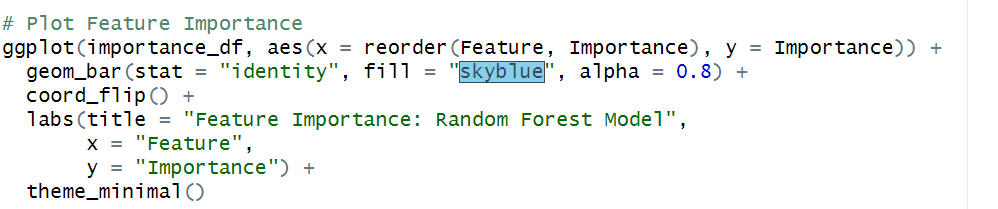 # Plot Feature Importance
ggplot(importance_df, aes(x = reorder(Feature, Importance), y = Importance)) +
  geom_bar(stat = "identity", fill = "skyblue", alpha = 0.8) +
  coord_flip() +
  labs(title = "Feature Importance: Random Forest Model",
       x = "Feature",
       y = "Importance") +
  theme_minimal()